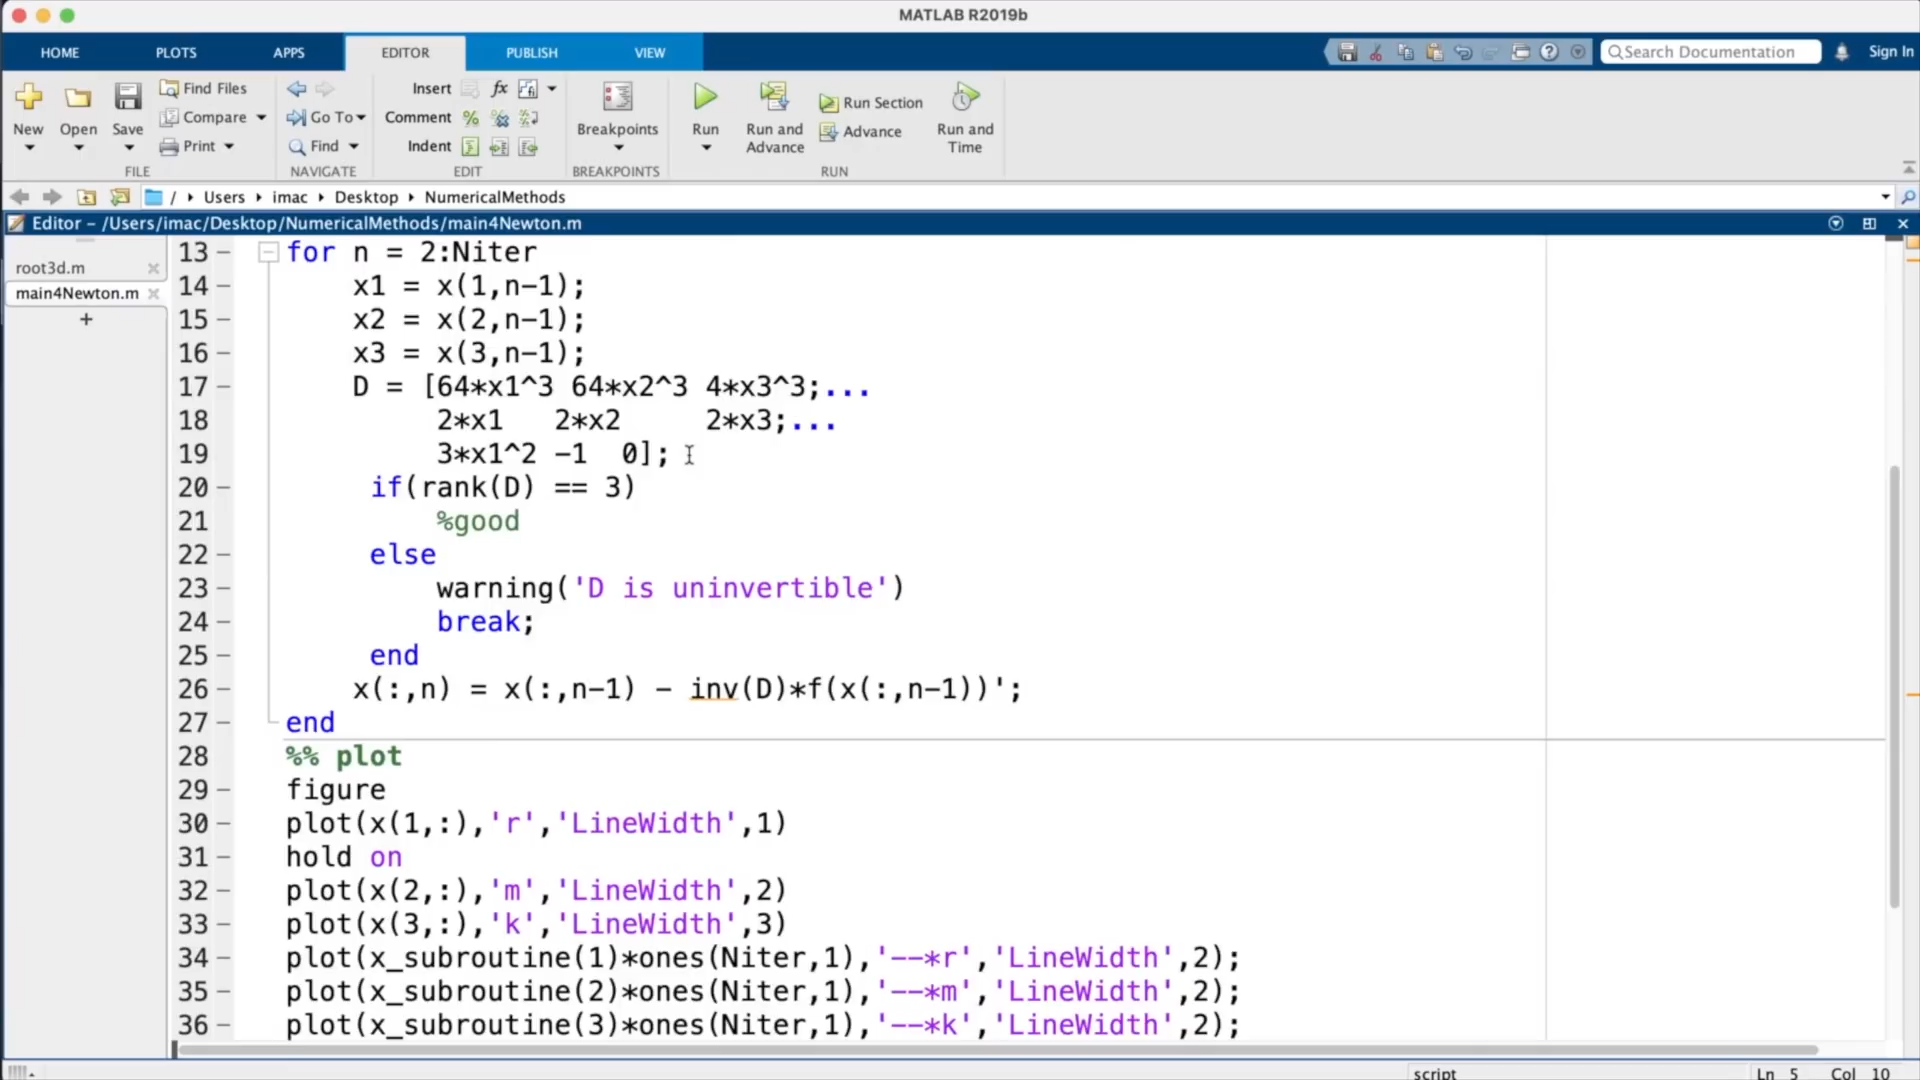 MATLAB R2019b
HOME PLOTS APPS EDITOR PUBLISH VIEW Search Documentation Sign In
New Open Save Find Files Compare Print FILE
Go To Find NAVIGATE
Insert fx Comment % Indent EDIT
Breakpoints BREAKPOINTS
Run Run and Advance Run Section Advance Run and Time RUN
/ Users imac Desktop NumericalMethods
Editor – /Users/imac/Desktop/NumericalMethods/main4Newton.m
root3d.m
main4Newton.m
+
13 – for n = 2:Niter
14 – x1 = x(1,n-1);
15 – x2 = x(2,n-1);
16 – x3 = x(3,n-1);
17 – D = [64*x1^3 64*x2^3 4*x3^3;...
18 2*x1 2*x2 2*x3;...
19 3*x1^2 -1 0];
20 – if(rank(D) == 3)
21 %good
22 – else
23 – warning('D is uninvertible')
24 – break;
25 – end
26 – x(:,n) = x(:,n-1) - inv(D)*f(x(:,n-1))';
27 – end
28 %% plot
29 – figure
30 – plot(x(1,:),'r','LineWidth',1)
31 – hold on
32 – plot(x(2,:),'m','LineWidth',2)
33 – plot(x(3,:),'k','LineWidth',3)
34 – plot(x_subroutine(1)*ones(Niter,1),'--*r','LineWidth',2);
35 – plot(x_subroutine(2)*ones(Niter,1),'--*m','LineWidth',2);
36 – plot(x_subroutine(3)*ones(Niter,1),'--*k','LineWidth',2);
script Ln 5 Col 10